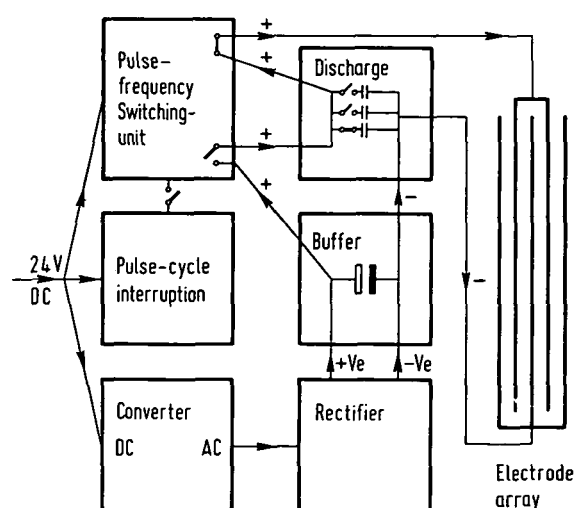 +
Pulse-
frequency
Switching-
unit
+
Discharge
+
+
-
24V
DC
Pulse-cycle
interruption
Buffer
-
+Ve
-Ve
Converter
DC AC
Rectifier
Electrode
array